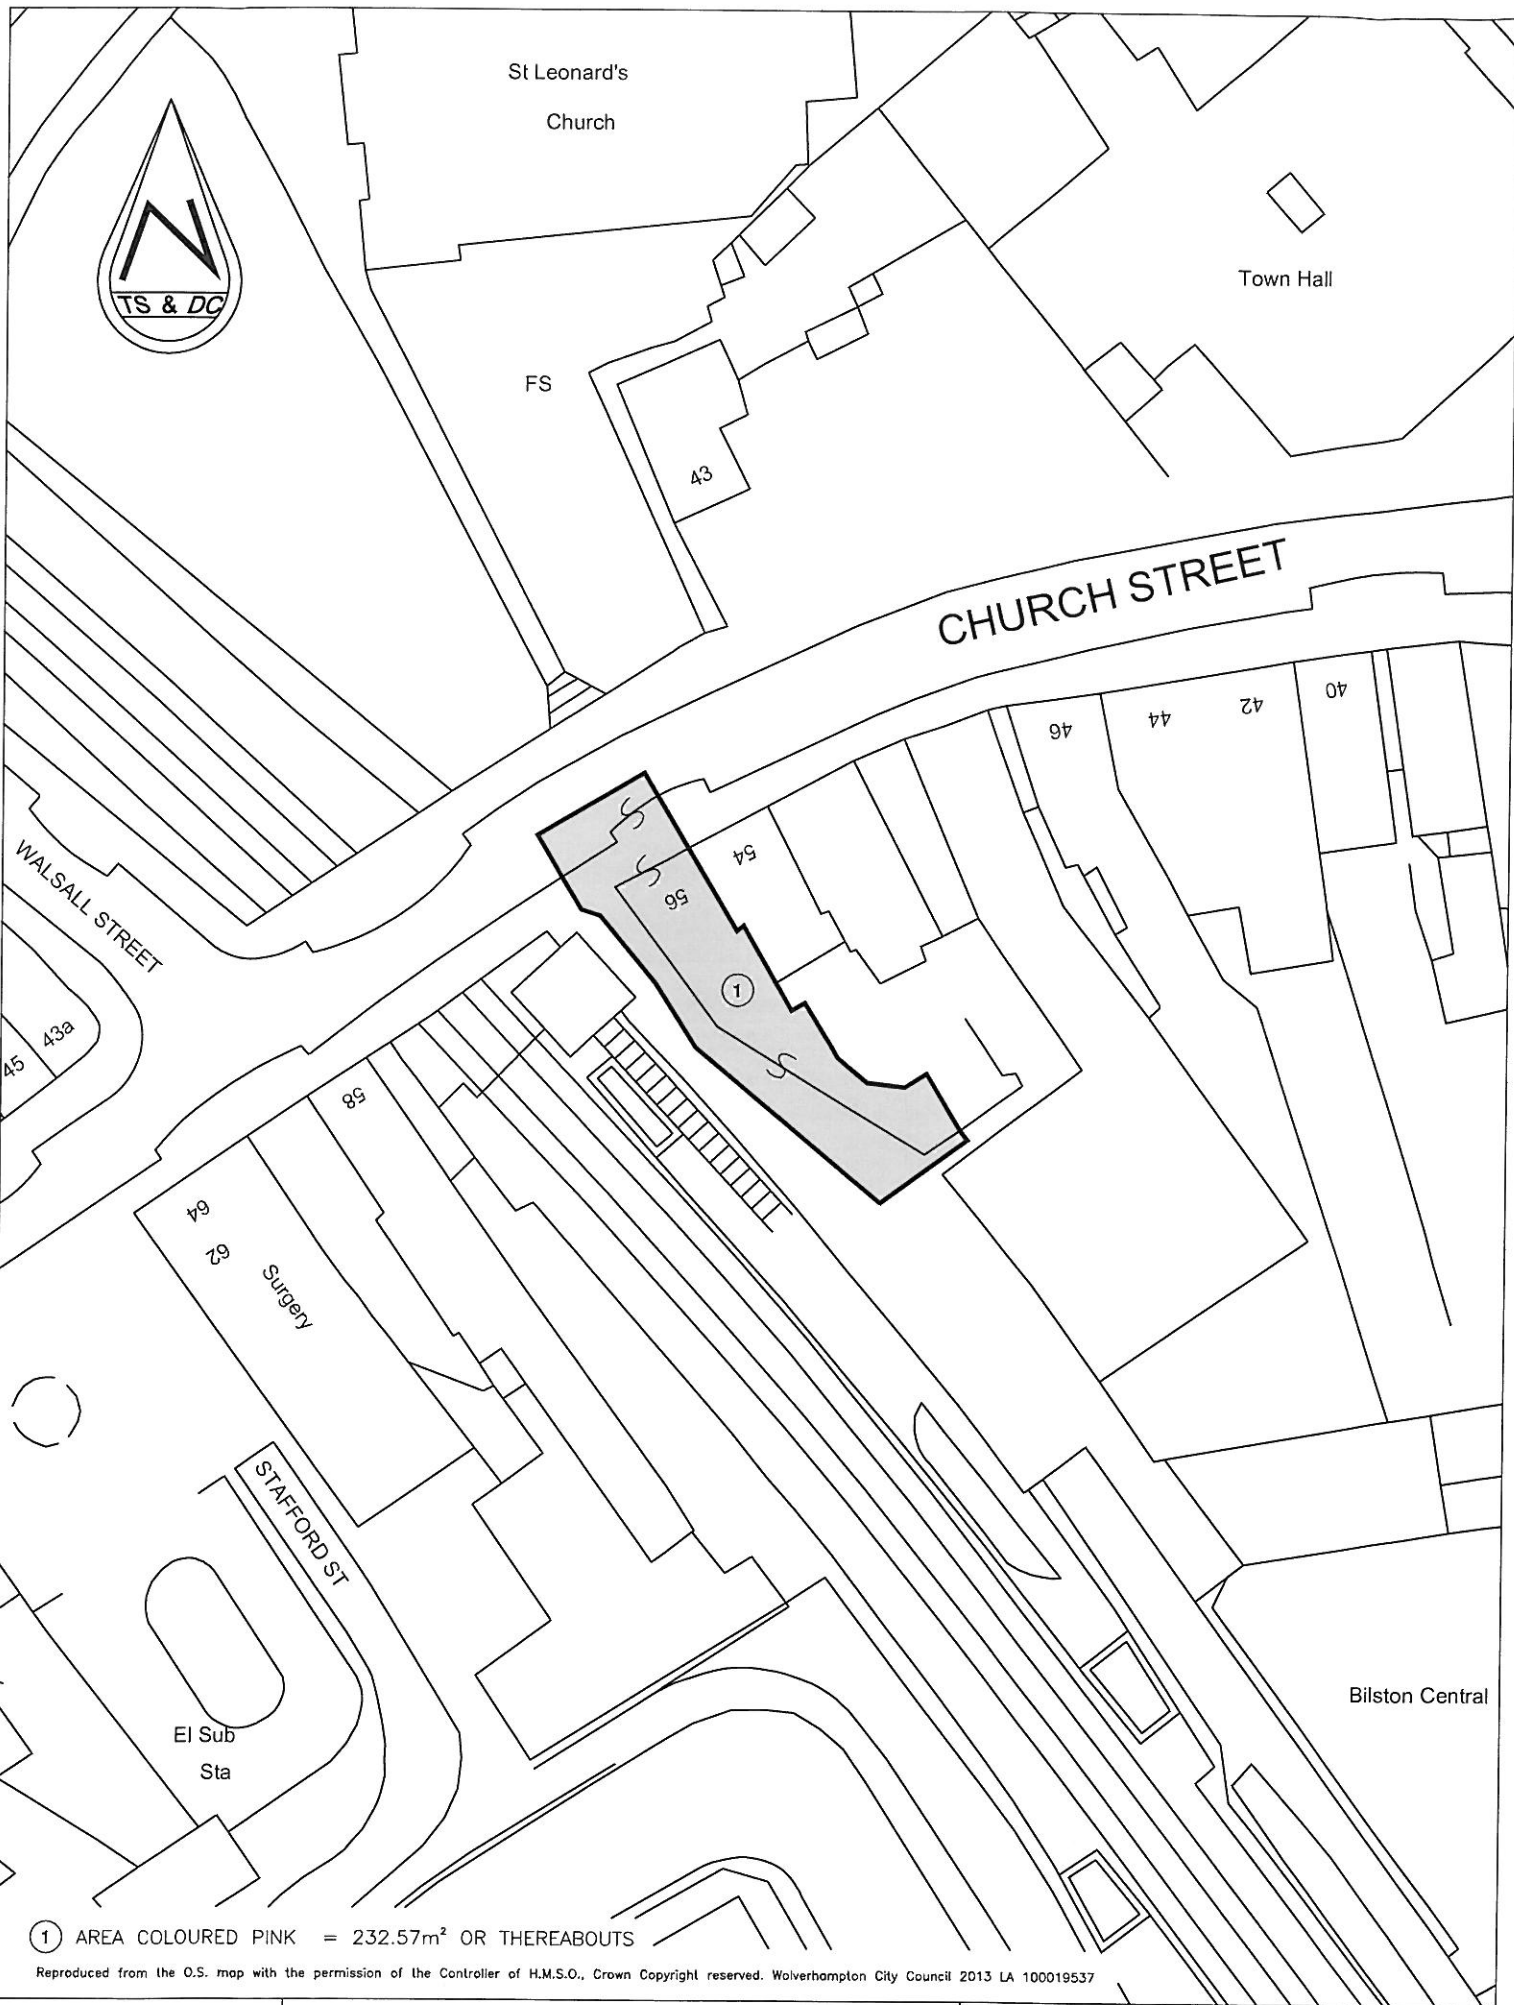 St Leonard's
Church
N
TS & DC
Town Hall
FS
43
CHURCH STREET
40
42
44
46
54
56
1
WALSALL STREET
43a
45
58
64
62
Surgery
STAFFORD ST
El Sub
Sta
Bilston Central
1 AREA COLOURED PINK = 232.57m² OR THEREABOUTS
Reproduced from the O.S. map with the permission of the Controller of H.M.S.O., Crown Copyright reserved. Wolverhampton City Council 2013 LA 100019537